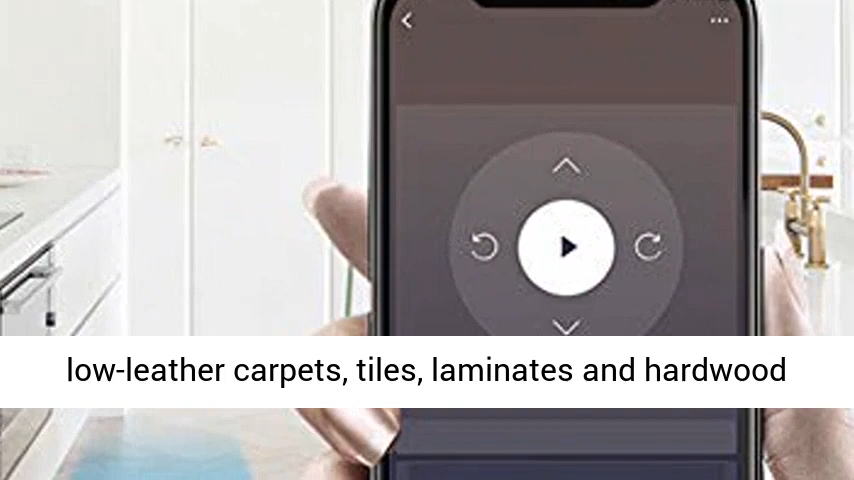 low-leather carpets, tiles, laminates and hardwood